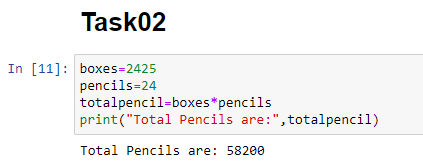 Task02
In [11]: boxes=2425
pencils=24
totalpencil=boxes*pencils
print("Total Pencils are:",totalpencil)
Total Pencils are: 58200